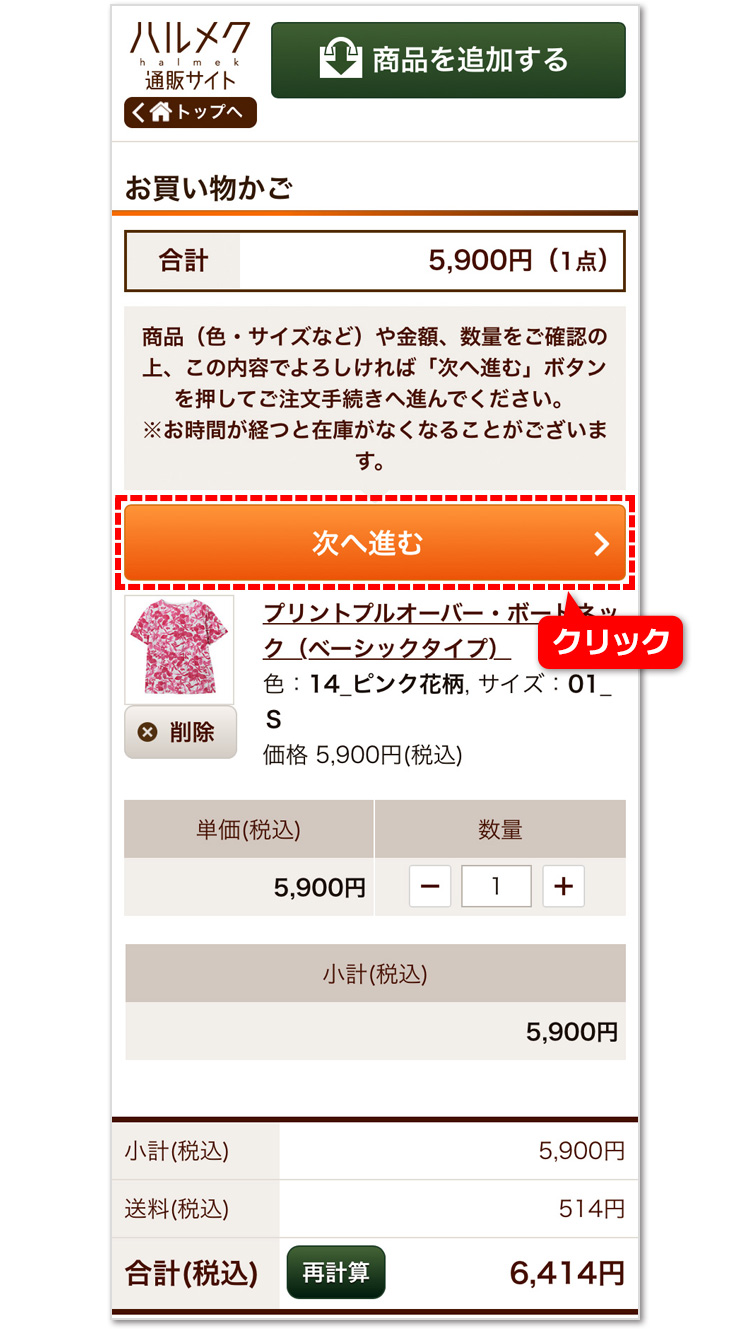 ハルメク
halmek
通販サイト
トップへ
商品を追加する
お買い物かご
合計 5,900円（1点）
商品（色・サイズなど）や金額、数量をご確認の
上、この内容でよろしければ「次へ進む」ボタン
を押してご注文手続きへ進んでください。
※お時間が経つと在庫がなくなることがございま
す。
次へ進む
クリック
プリントプルオーバー・ボートネッ
ク（ベーシックタイプ）
色：14_ピンク花柄, サイズ：01_
S
価格 5,900円(税込)
削除
単価(税込) 数量
5,900円 − 1 +
小計(税込)
5,900円
小計(税込) 5,900円
送料(税込) 514円
合計(税込) 再計算 6,414円